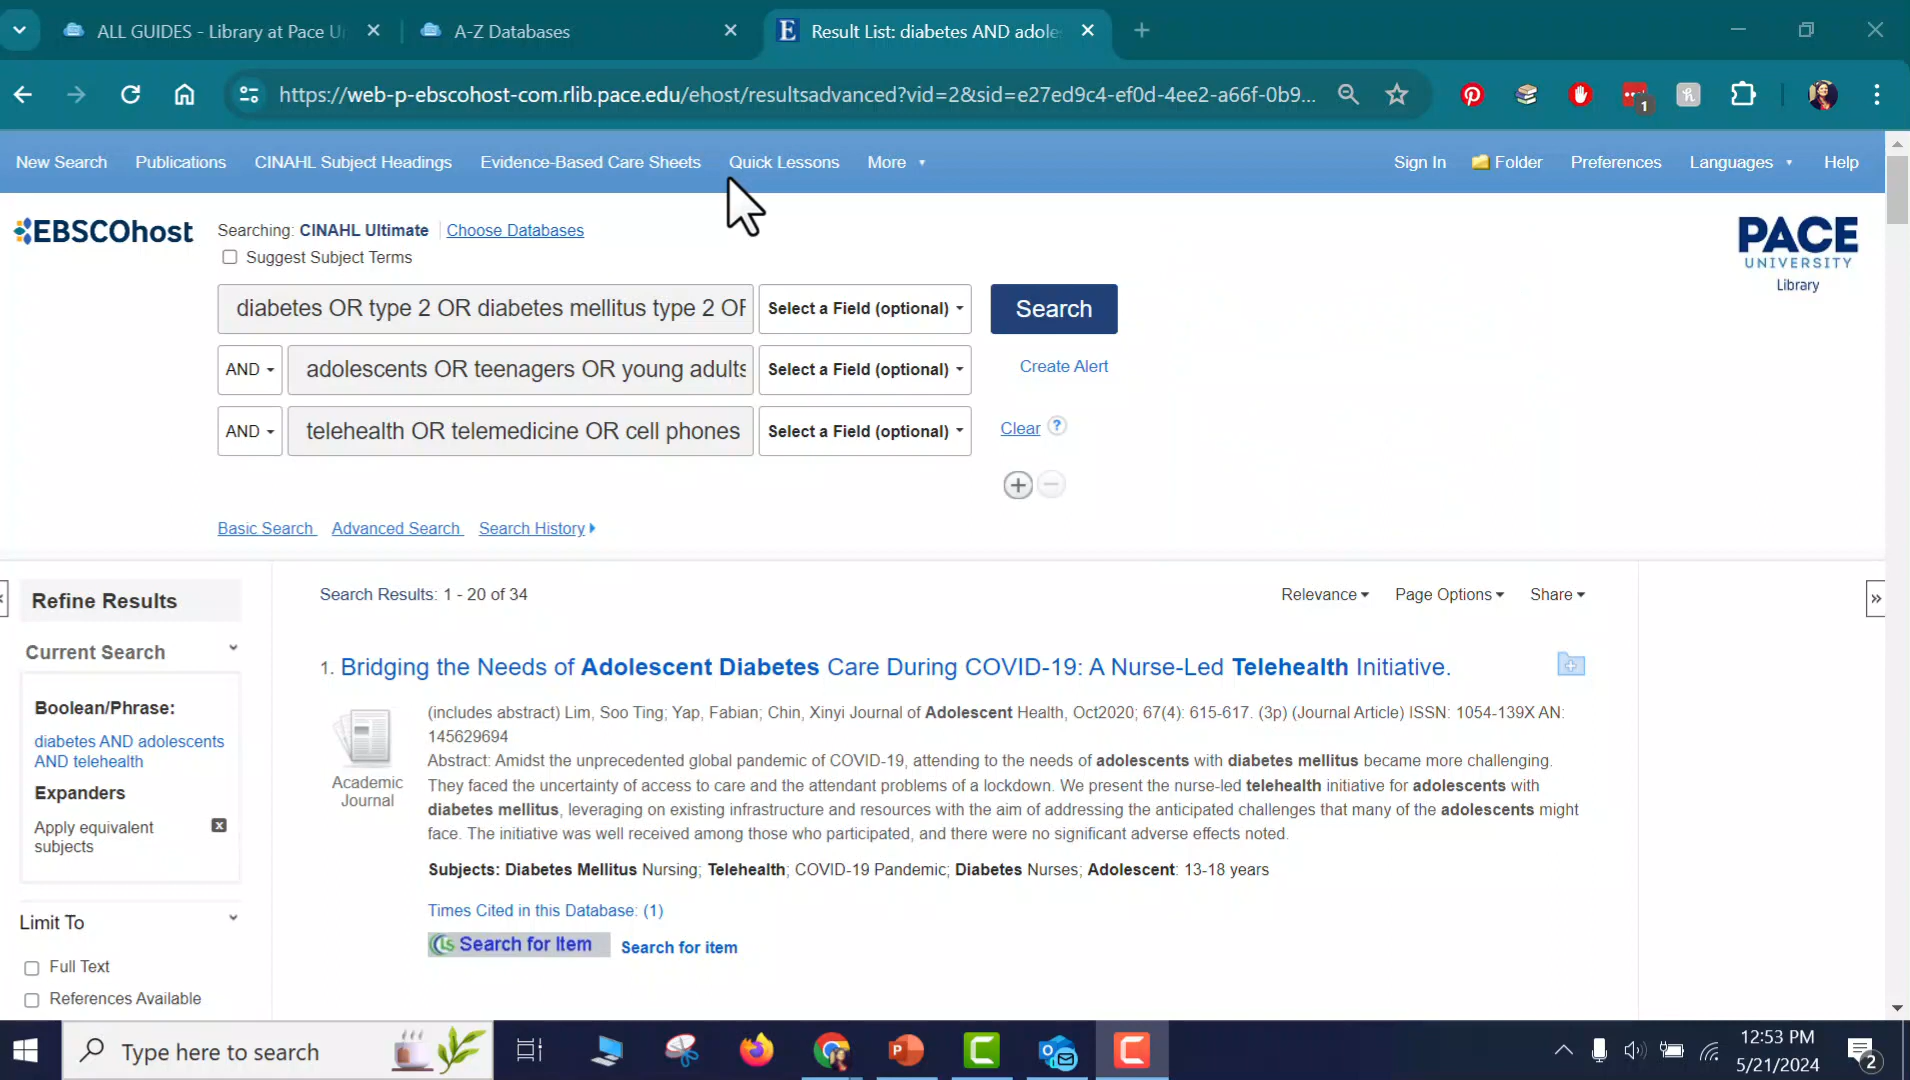 ALL GUIDES - Library at Pace U
A-Z Databases
Result List: diabetes AND adole
https://web-p-ebscohost-com.rlib.pace.edu/ehost/resultsadvanced?vid=2&sid=e27ed9c4-ef0d-4ee2-a66f-0b9...
1
New Search
Publications
CINAHL Subject Headings
Evidence-Based Care Sheets
Quick Lessons
More
Sign In
Folder
Preferences
Languages
Help
EBSCOhost
Searching: CINAHL Ultimate
Choose Databases
Suggest Subject Terms
PACE
UNIVERSITY
Library
diabetes OR type 2 OR diabetes mellitus type 2 OR
Select a Field (optional)
Search
AND
adolescents OR teenagers OR young adults
Select a Field (optional)
Create Alert
AND
telehealth OR telemedicine OR cell phones
Select a Field (optional)
Clear
?
Basic Search
Advanced Search
Search History
Refine Results
Search Results: 1 - 20 of 34
Relevance
Page Options
Share
»
Current Search
Boolean/Phrase:
diabetes AND adolescents
AND telehealth
Expanders
Apply equivalent
subjects
Limit To
Full Text
References Available
1. Bridging the Needs of Adolescent Diabetes Care During COVID-19: A Nurse-Led Telehealth Initiative.
Academic
Journal
(includes abstract) Lim, Soo Ting; Yap, Fabian; Chin, Xinyi Journal of Adolescent Health, Oct2020; 67(4): 615-617. (3p) (Journal Article) ISSN: 1054-139X AN:
145629694
Abstract: Amidst the unprecedented global pandemic of COVID-19, attending to the needs of adolescents with diabetes mellitus became more challenging.
They faced the uncertainty of access to care and the attendant problems of a lockdown. We present the nurse-led telehealth initiative for adolescents with
diabetes mellitus, leveraging on existing infrastructure and resources with the aim of addressing the anticipated challenges that many of the adolescents might
face. The initiative was well received among those who participated, and there were no significant adverse effects noted.
Subjects: Diabetes Mellitus Nursing; Telehealth; COVID-19 Pandemic; Diabetes Nurses; Adolescent: 13-18 years
Times Cited in this Database: (1)
Ls Search for Item
Search for item
Type here to search
12:53 PM
5/21/2024
2